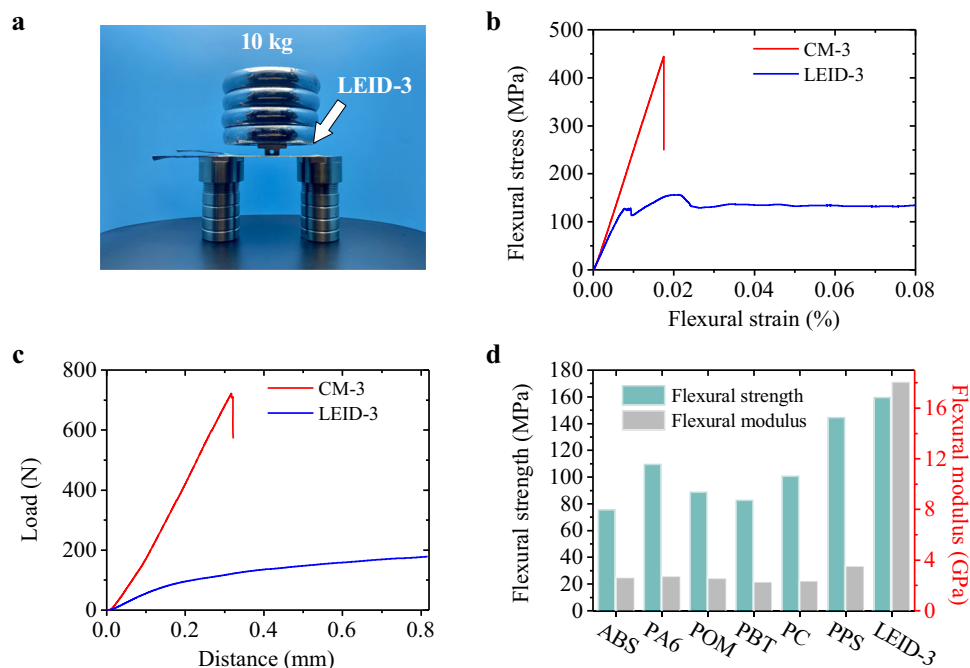 a
10 kg
LEID-3
b
500
400
300
200
100
0
0.00 0.02 0.04 0.06 0.08
Flexural stress (MPa)
Flexural strain (%)
CM-3
LEID-3
c
800
600
400
200
0
0.0 0.2 0.4 0.6 0.8
Load (N)
Distance (mm)
CM-3
LEID-3
d
180
160
140
120
100
80
60
40
20
0
Flexural strength (MPa)
Flexural strength
Flexural modulus
16
12
8
4
0
Flexural modulus (GPa)
ABS PA6 POM PBT PC PPS LEID-3